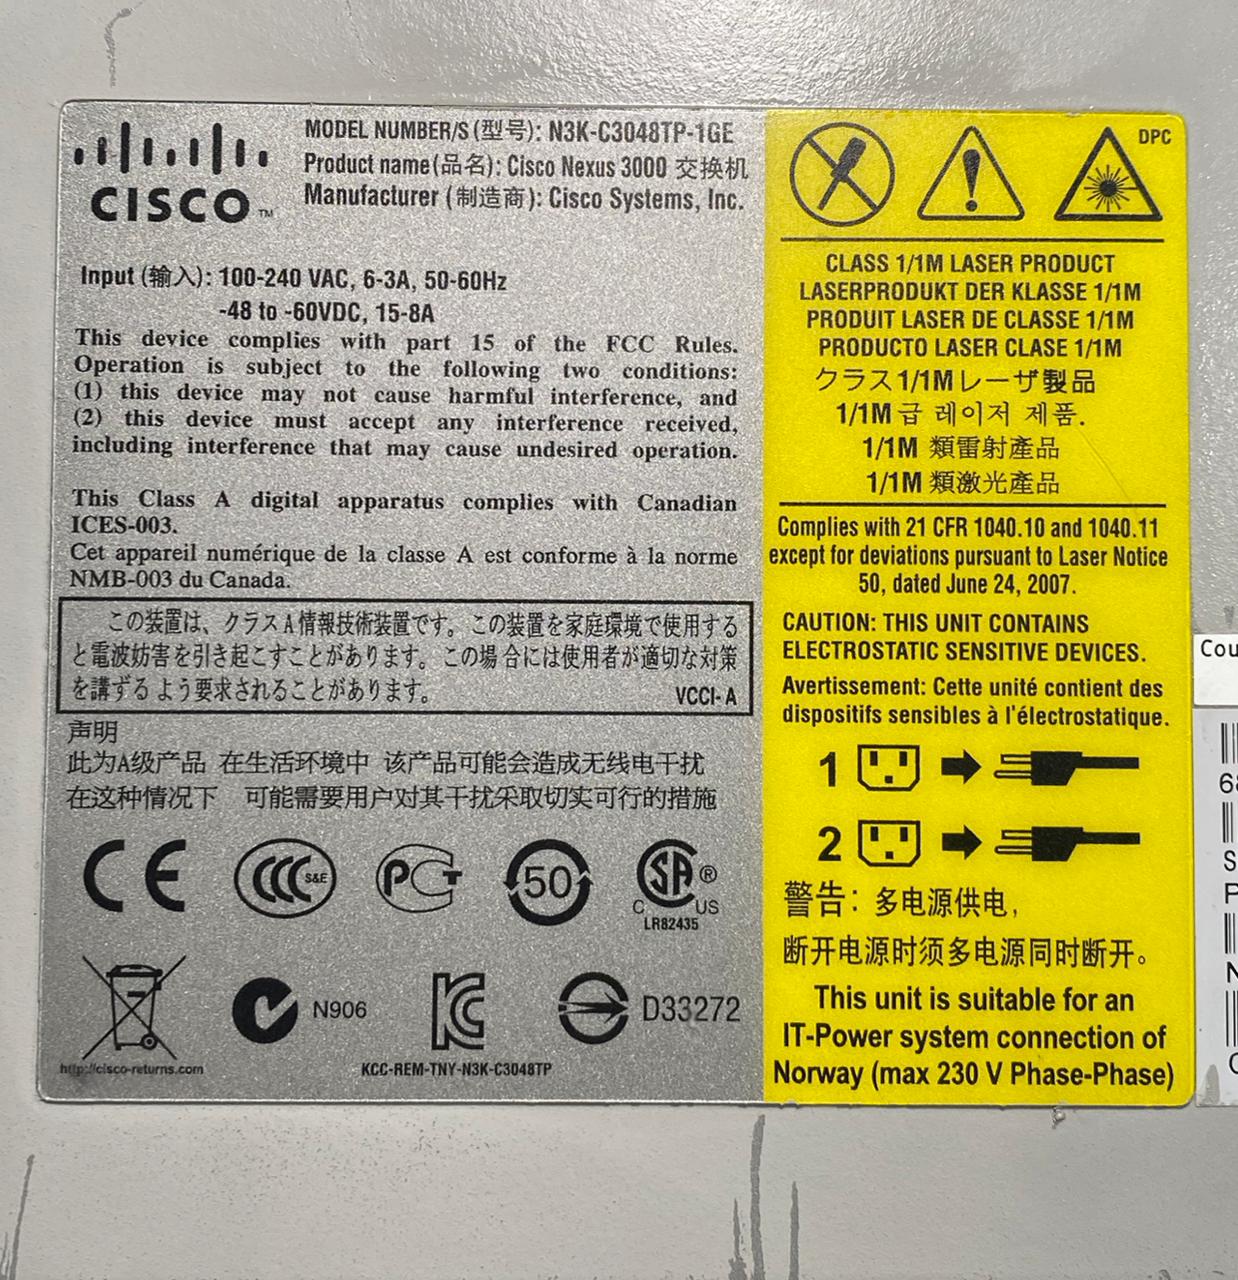 CISCO™
MODEL NUMBER/S (型号): N3K-C3048TP-1GE
Product name (品名): Cisco Nexus 3000 交换机
Manufacturer (制造商): Cisco Systems, Inc.
Input (输入): 100-240 VAC, 6-3A, 50-60Hz
-48 to -60VDC, 15-8A
This device complies with part 15 of the FCC Rules.
Operation is subject to the following two conditions:
(1) this device may not cause harmful interference, and
(2) this device must accept any interference received,
including interference that may cause undesired operation.
This Class A digital apparatus complies with Canadian
ICES-003.
Cet appareil numérique de la classe A est conforme à la norme
NMB-003 du Canada.
この装置は、クラスA情報技術装置です。この装置を家庭環境で使用する
と電波妨害を引き起こすことがあります。この場合には使用者が適切な対策
を講ずるよう要求されることがあります。
VCCI-A
声明
此为A级产品 在生活环境中 该产品可能会造成无线电干扰
在这种情况下 可能需要用户对其干扰采取切实可行的措施
CE
CCC S&E
PCT
50
SA ®
C US
LR82435
N906
KC
D33272
http://cisco-returns.com
KCC-REM-TNY-N3K-C3048TP
DPC
CLASS 1/1M LASER PRODUCT
LASERPRODUKT DER KLASSE 1/1M
PRODUIT LASER DE CLASSE 1/1M
PRODUCTO LASER CLASE 1/1M
クラス1/1Mレーザ製品
1/1M 급 레이저 제품.
1/1M 類雷射產品
1/1M 類激光產品
Complies with 21 CFR 1040.10 and 1040.11
except for deviations pursuant to Laser Notice
50, dated June 24, 2007.
CAUTION: THIS UNIT CONTAINS
ELECTROSTATIC SENSITIVE DEVICES.
Avertissement: Cette unité contient des
dispositifs sensibles à l'électrostatique.
1
2
警告: 多电源供电,
断开电源时须多电源同时断开。
This unit is suitable for an
IT-Power system connection of
Norway (max 230 V Phase-Phase)